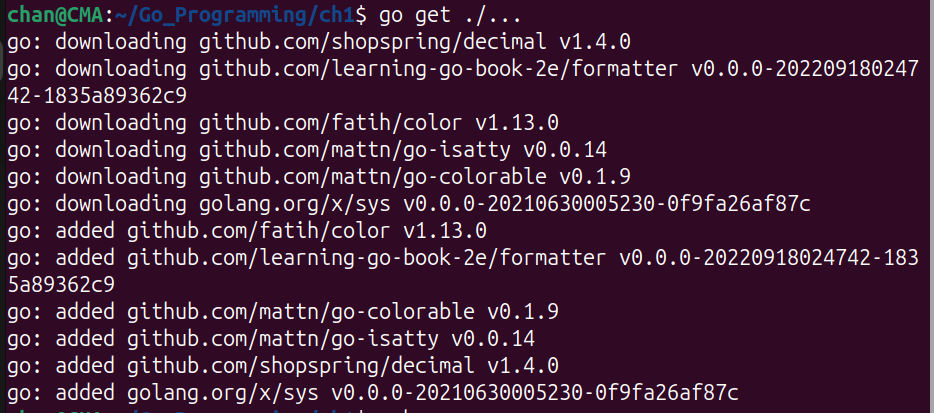 chan@CMA:~/Go_Programming/ch1$ go get ./...
go: downloading github.com/shopspring/decimal v1.4.0
go: downloading github.com/learning-go-book-2e/formatter v0.0.0-202209180247
42-1835a89362c9
go: downloading github.com/fatih/color v1.13.0
go: downloading github.com/mattn/go-isatty v0.0.14
go: downloading github.com/mattn/go-colorable v0.1.9
go: downloading golang.org/x/sys v0.0.0-20210630005230-0f9fa26af87c
go: added github.com/fatih/color v1.13.0
go: added github.com/learning-go-book-2e/formatter v0.0.0-20220918024742-183
5a89362c9
go: added github.com/mattn/go-colorable v0.1.9
go: added github.com/mattn/go-isatty v0.0.14
go: added github.com/shopspring/decimal v1.4.0
go: added golang.org/x/sys v0.0.0-20210630005230-0f9fa26af87c